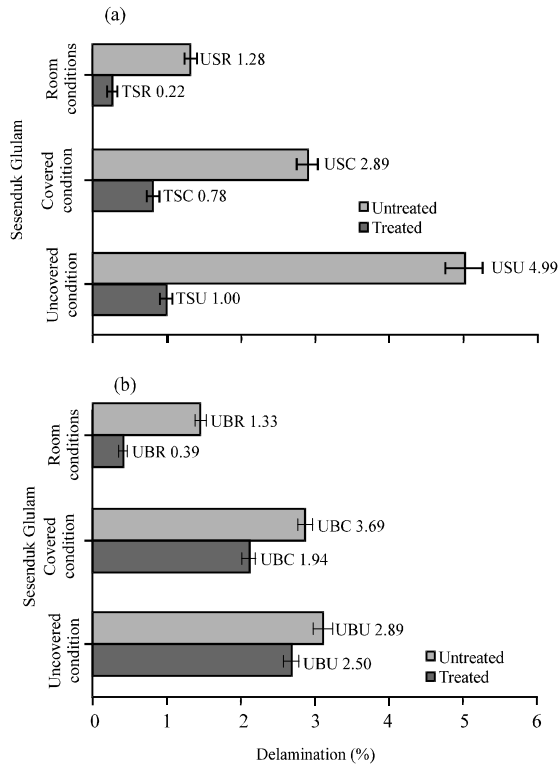 (a)
Sesenduk Glulam
Room
conditions
USR 1.28
TSR 0.22
Covered
condition
USC 2.89
TSC 0.78
Untreated
Treated
Uncovered
condition
USU 4.99
TSU 1.00
6
(b)
Sesenduk Glulam
Room
conditions
UBR 1.33
UBR 0.39
Covered
condition
UBC 3.69
UBC 1.94
Uncovered
condition
UBU 2.89
UBU 2.50
Untreated
Treated
0 1 2 3 4 5 6
Delamination (%)